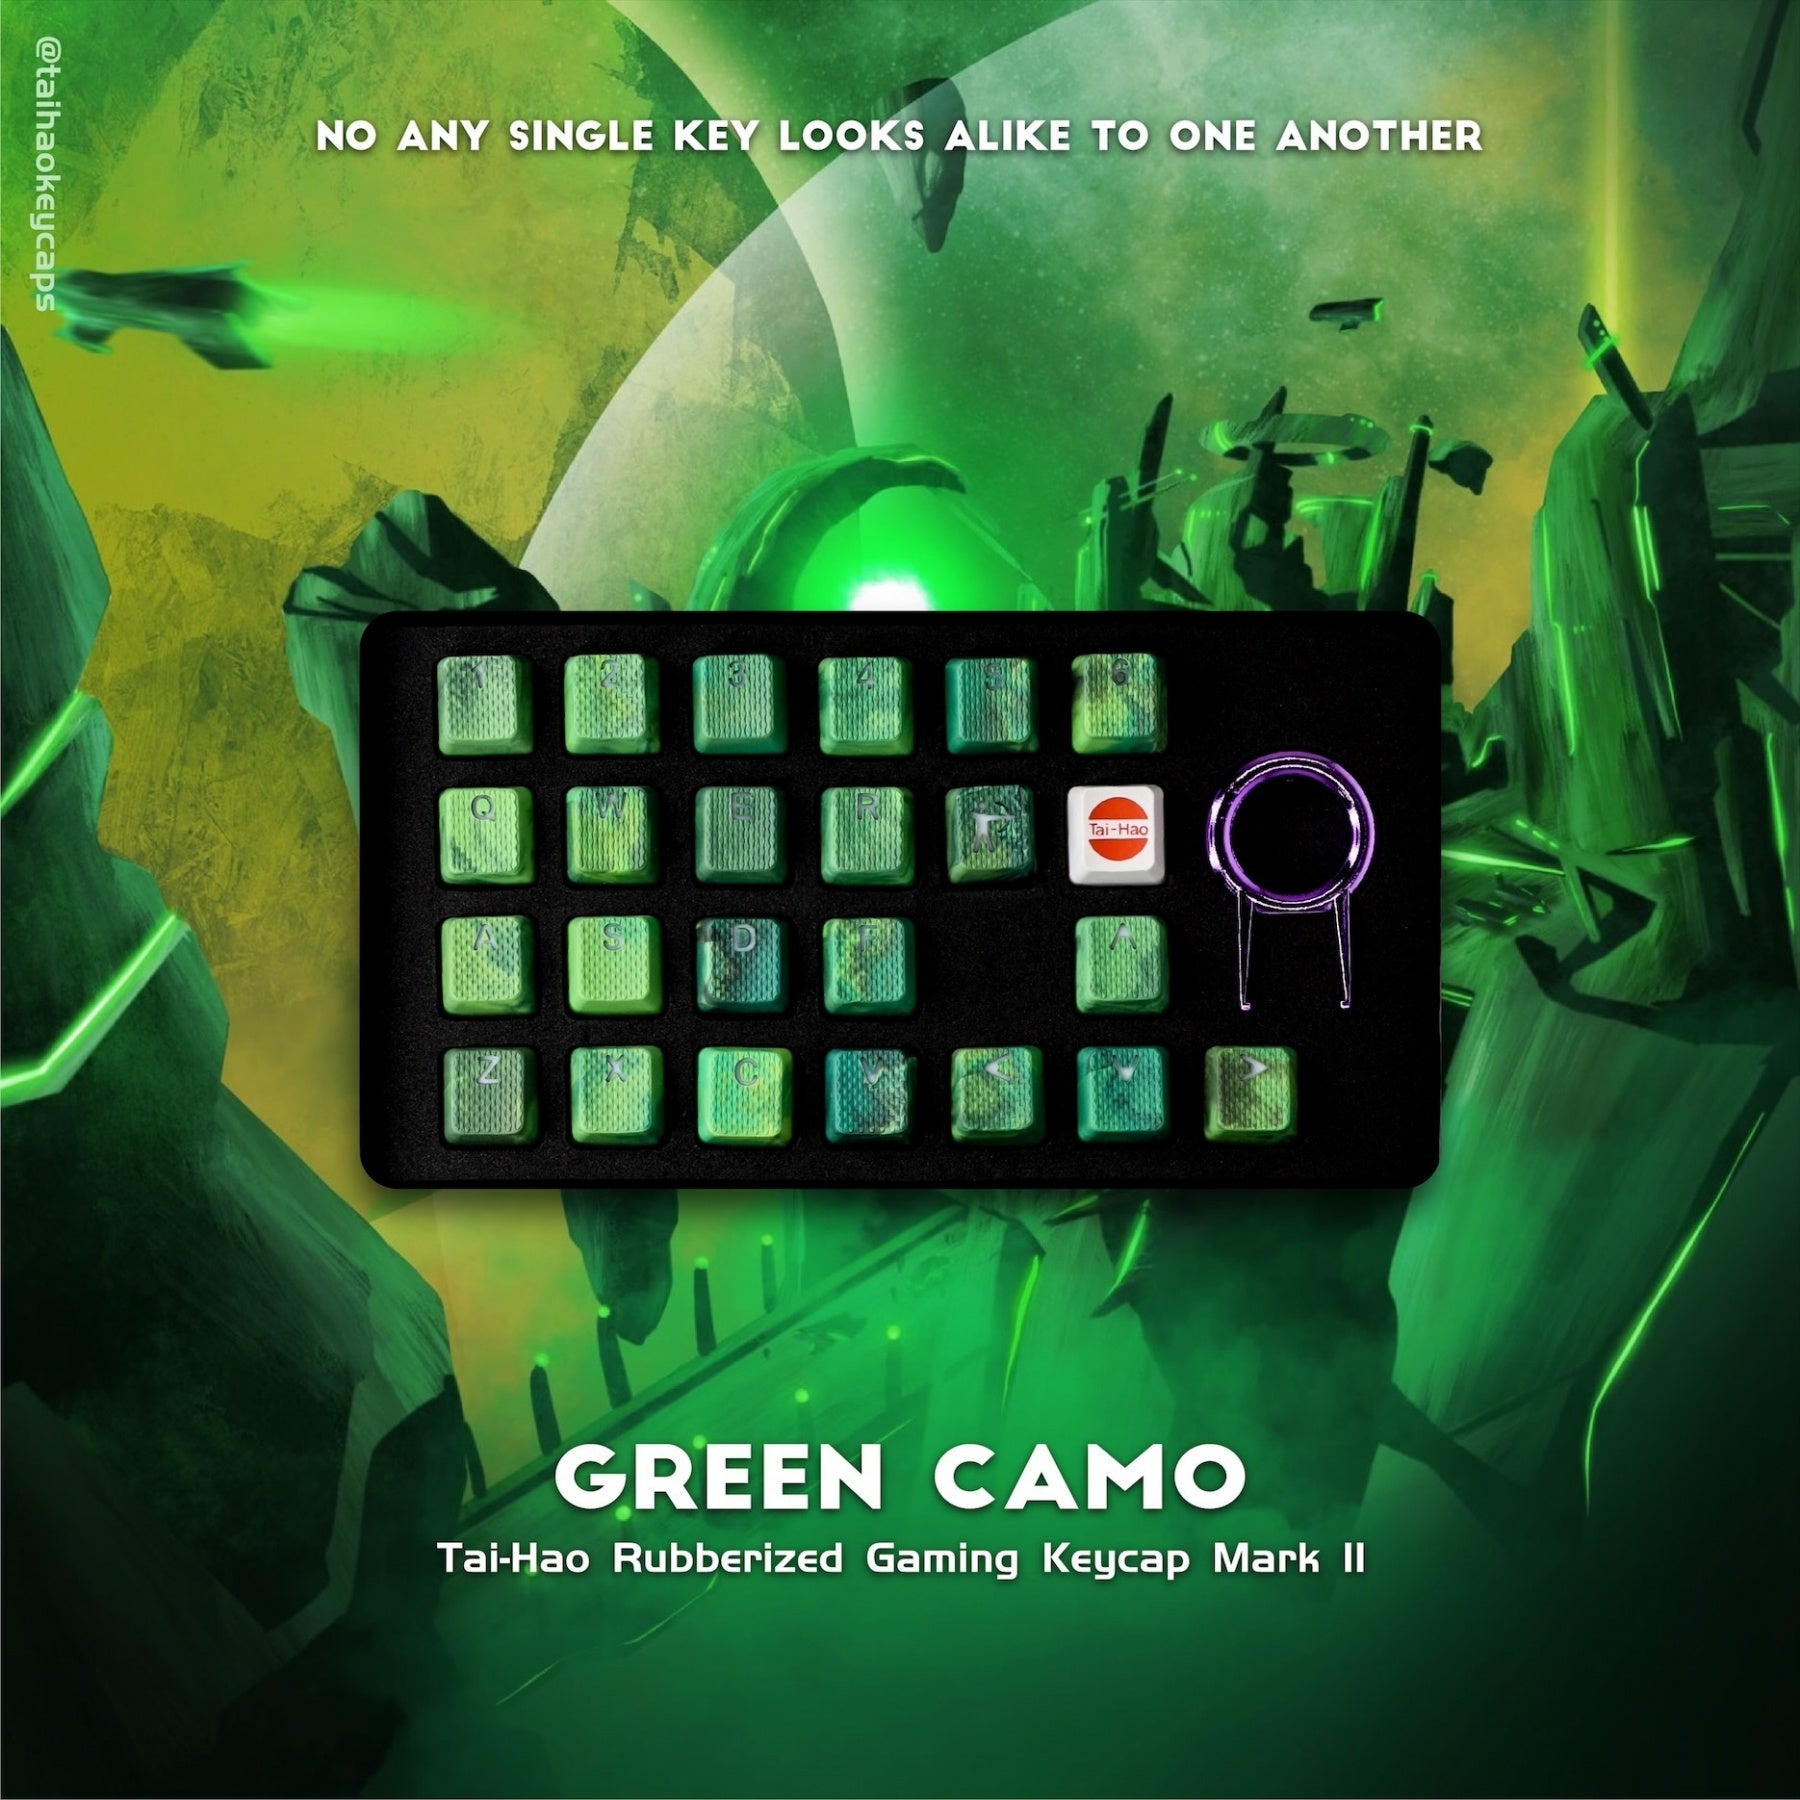 @taihaokeycaps
NO ANY SINGLE KEY LOOKS ALIKE TO ONE ANOTHER
1 2 3 4 5 6
Q W E R
Tai-Hao
A S D F
Z X C V
GREEN CAMO
Tai-Hao Rubberized Gaming Keycap Mark II